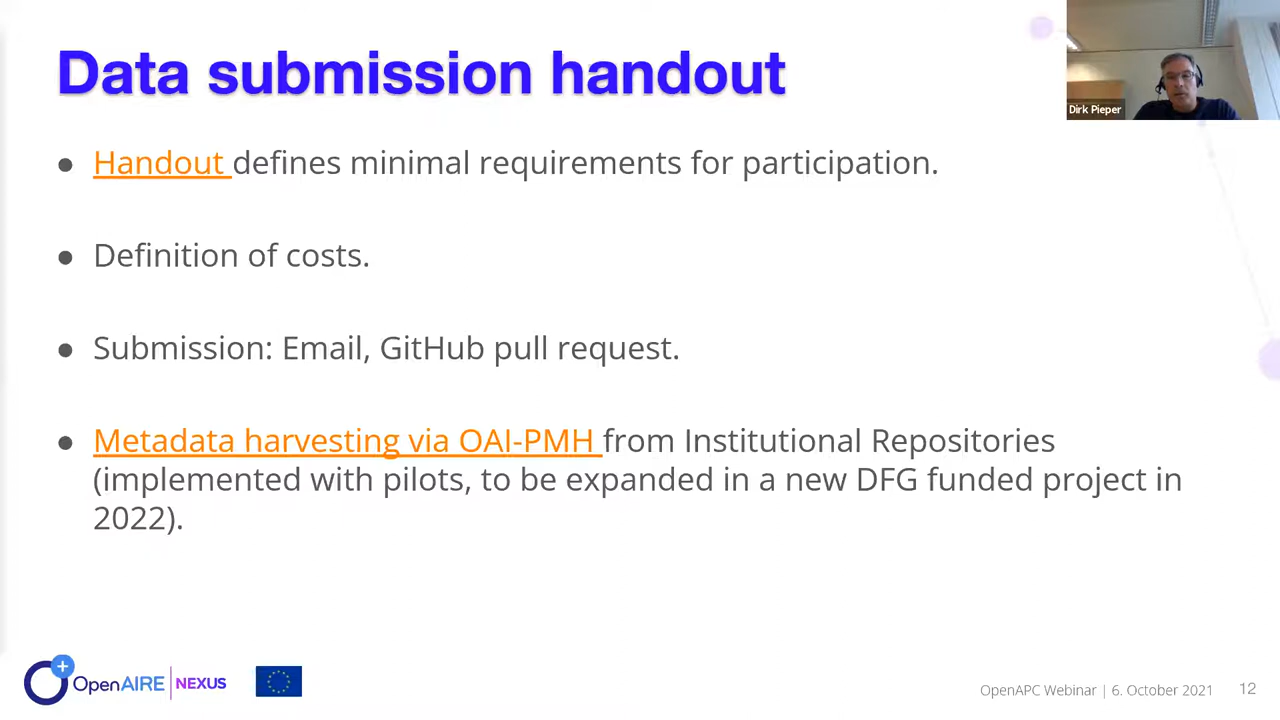 Data submission handout
Dirk Pieper
● Handout defines minimal requirements for participation.
● Definition of costs.
● Submission: Email, GitHub pull request.
● Metadata harvesting via OAI-PMH from Institutional Repositories
(implemented with pilots, to be expanded in a new DFG funded project in
2022).
OpenAIRE | NEXUS
OpenAPC Webinar | 6. October 2021 12